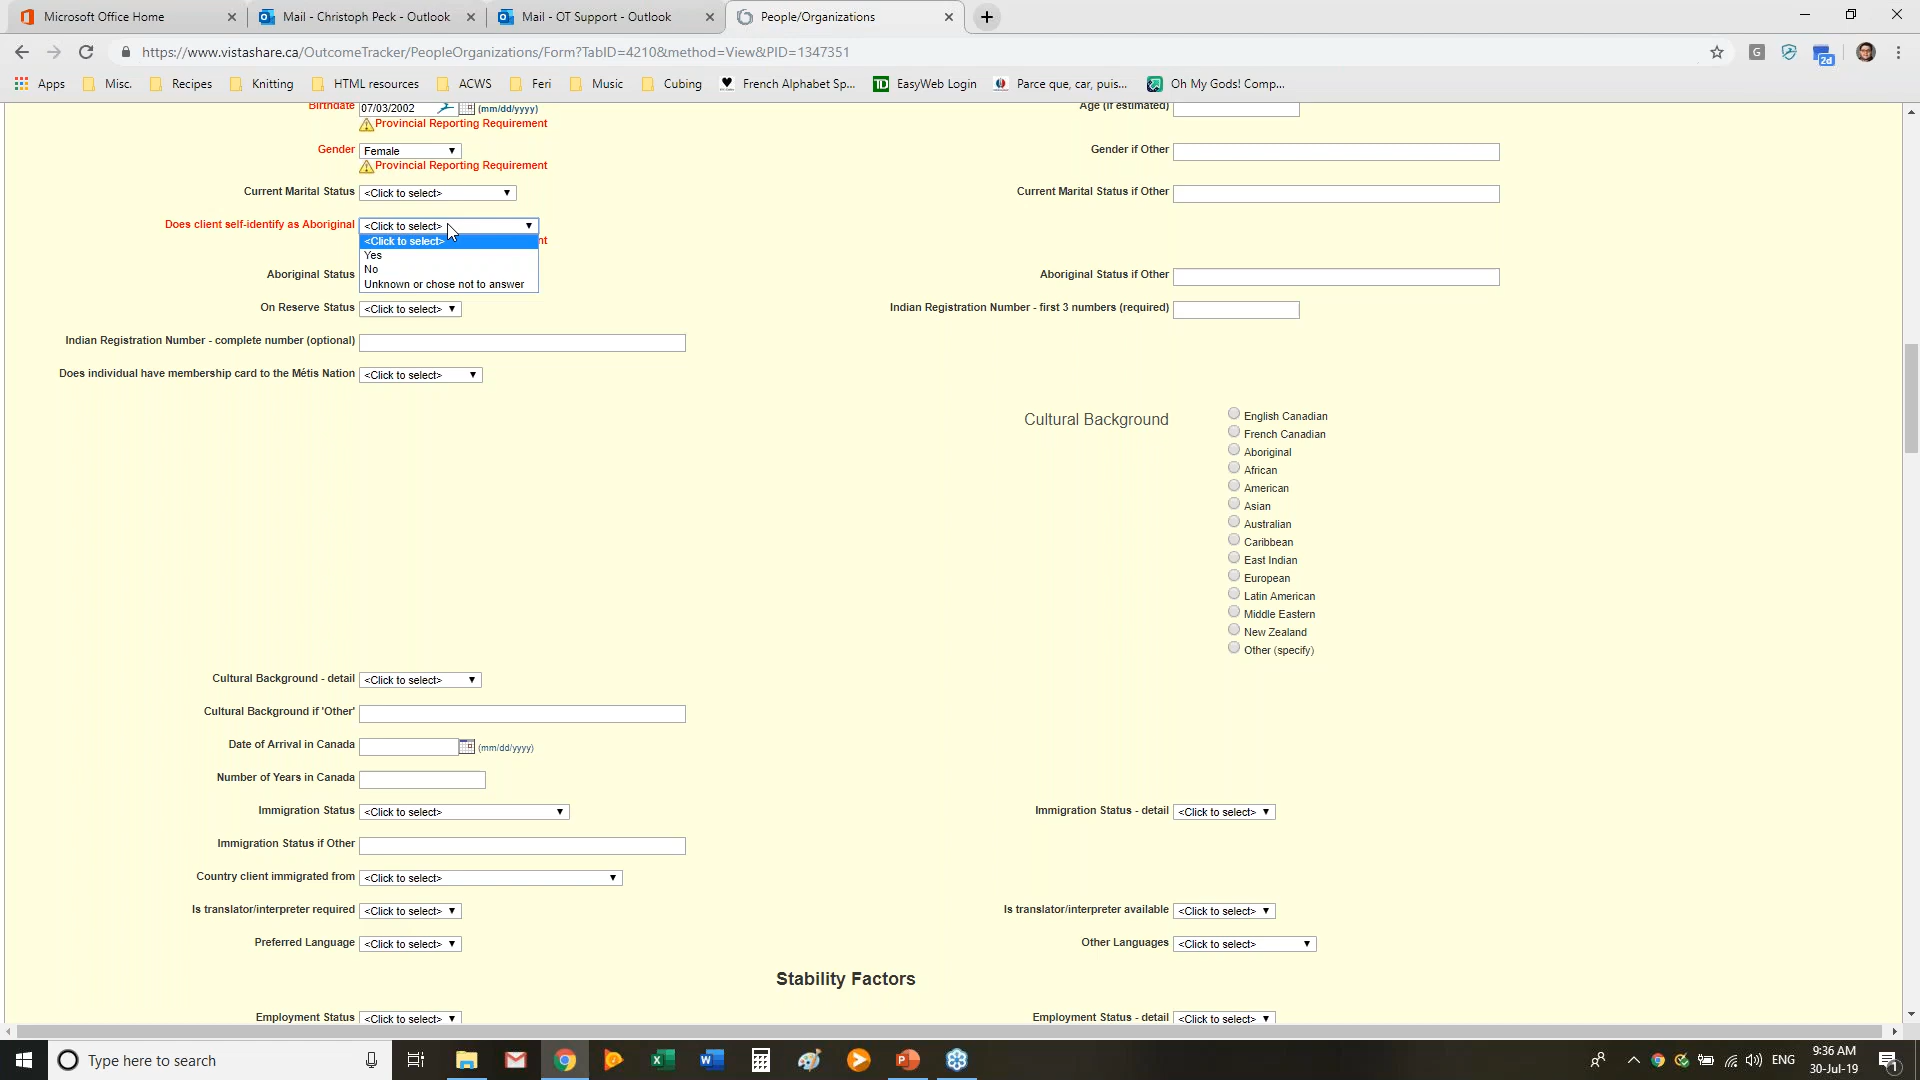 Microsoft Office Home
Mail - Christoph Peck - Outlook
Mail - OT Support - Outlook
People/Organizations
https://www.vistashare.ca/OutcomeTracker/PeopleOrganizations/Form?TabID=4210&method=View&PID=1347351
2d
Apps Misc. Recipes Knitting HTML resources ACWS Feri Music Cubing French Alphabet Sp... TD EasyWeb Login Parce que, car, puis... Oh My Gods! Comp...
Birthdate 07/03/2002 (mm/dd/yyyy) Age (if estimated)
Provincial Reporting Requirement
Gender Female Gender if Other
Provincial Reporting Requirement
Current Marital Status <Click to select> Current Marital Status if Other
Does client self-identify as Aboriginal <Click to select>
<Click to select> nt
Yes
No
Aboriginal Status Aboriginal Status if Other
Unknown or chose not to answer
On Reserve Status <Click to select> Indian Registration Number - first 3 numbers (required)
Indian Registration Number - complete number (optional)
Does individual have membership card to the Métis Nation <Click to select>
Cultural Background
English Canadian
French Canadian
Aboriginal
African
American
Asian
Australian
Caribbean
East Indian
European
Latin American
Middle Eastern
New Zealand
Other (specify)
Cultural Background - detail <Click to select>
Cultural Background if 'Other'
Date of Arrival in Canada (mm/dd/yyyy)
Number of Years in Canada
Immigration Status <Click to select> Immigration Status - detail <Click to select>
Immigration Status if Other
Country client immigrated from <Click to select>
Is translator/interpreter required <Click to select> Is translator/interpreter available <Click to select>
Preferred Language <Click to select> Other Languages <Click to select>
Stability Factors
Employment Status <Click to select> Employment Status - detail <Click to select>
Type here to search
ENG
9:36 AM
30-Jul-19
1